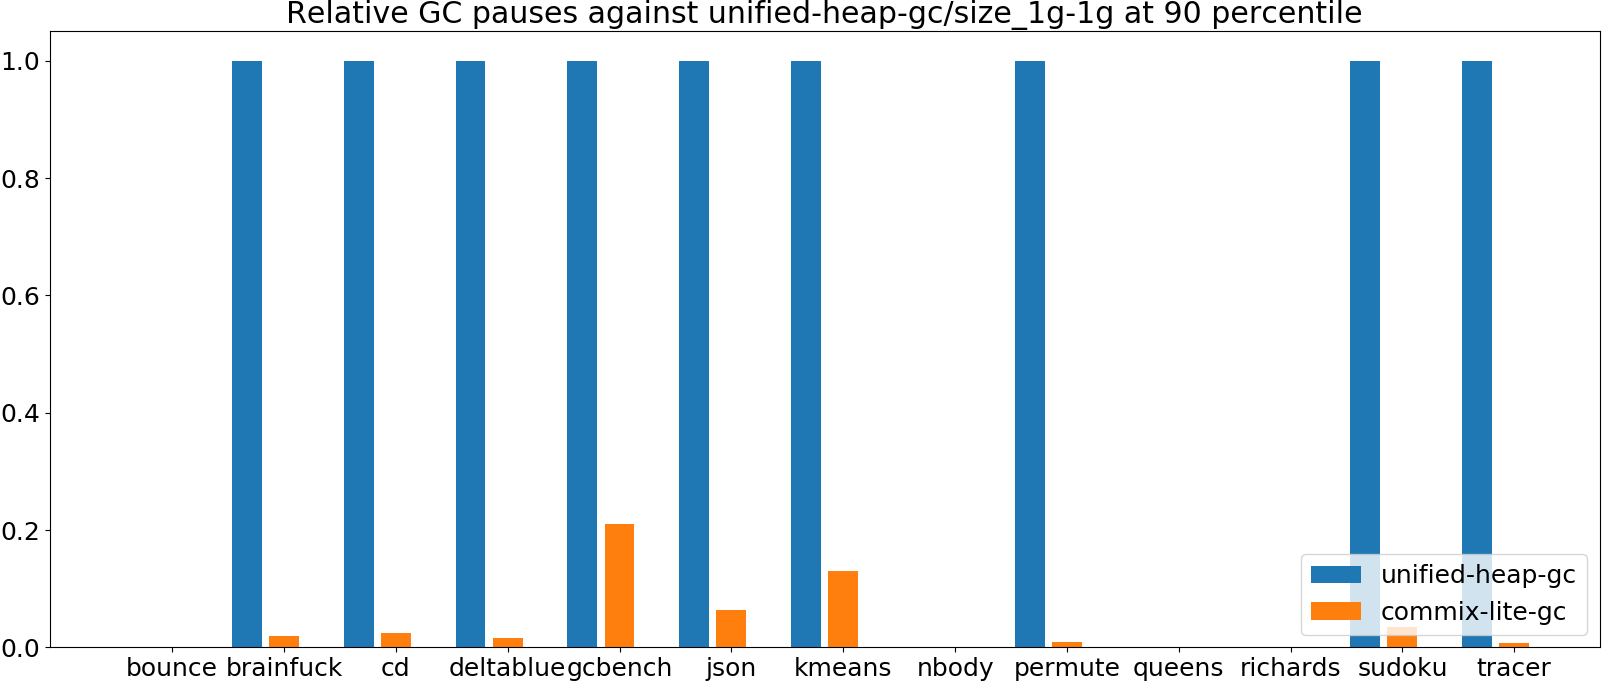 Relative GC pauses against unified-heap-gc/size_1g-1g at 90 percentile
1.0
0.8
0.6
0.4
0.2
0.0
unified-heap-gc
commix-lite-gc
bounce brainfuck cd deltablue gcbench json kmeans nbody permute queens richards sudoku tracer